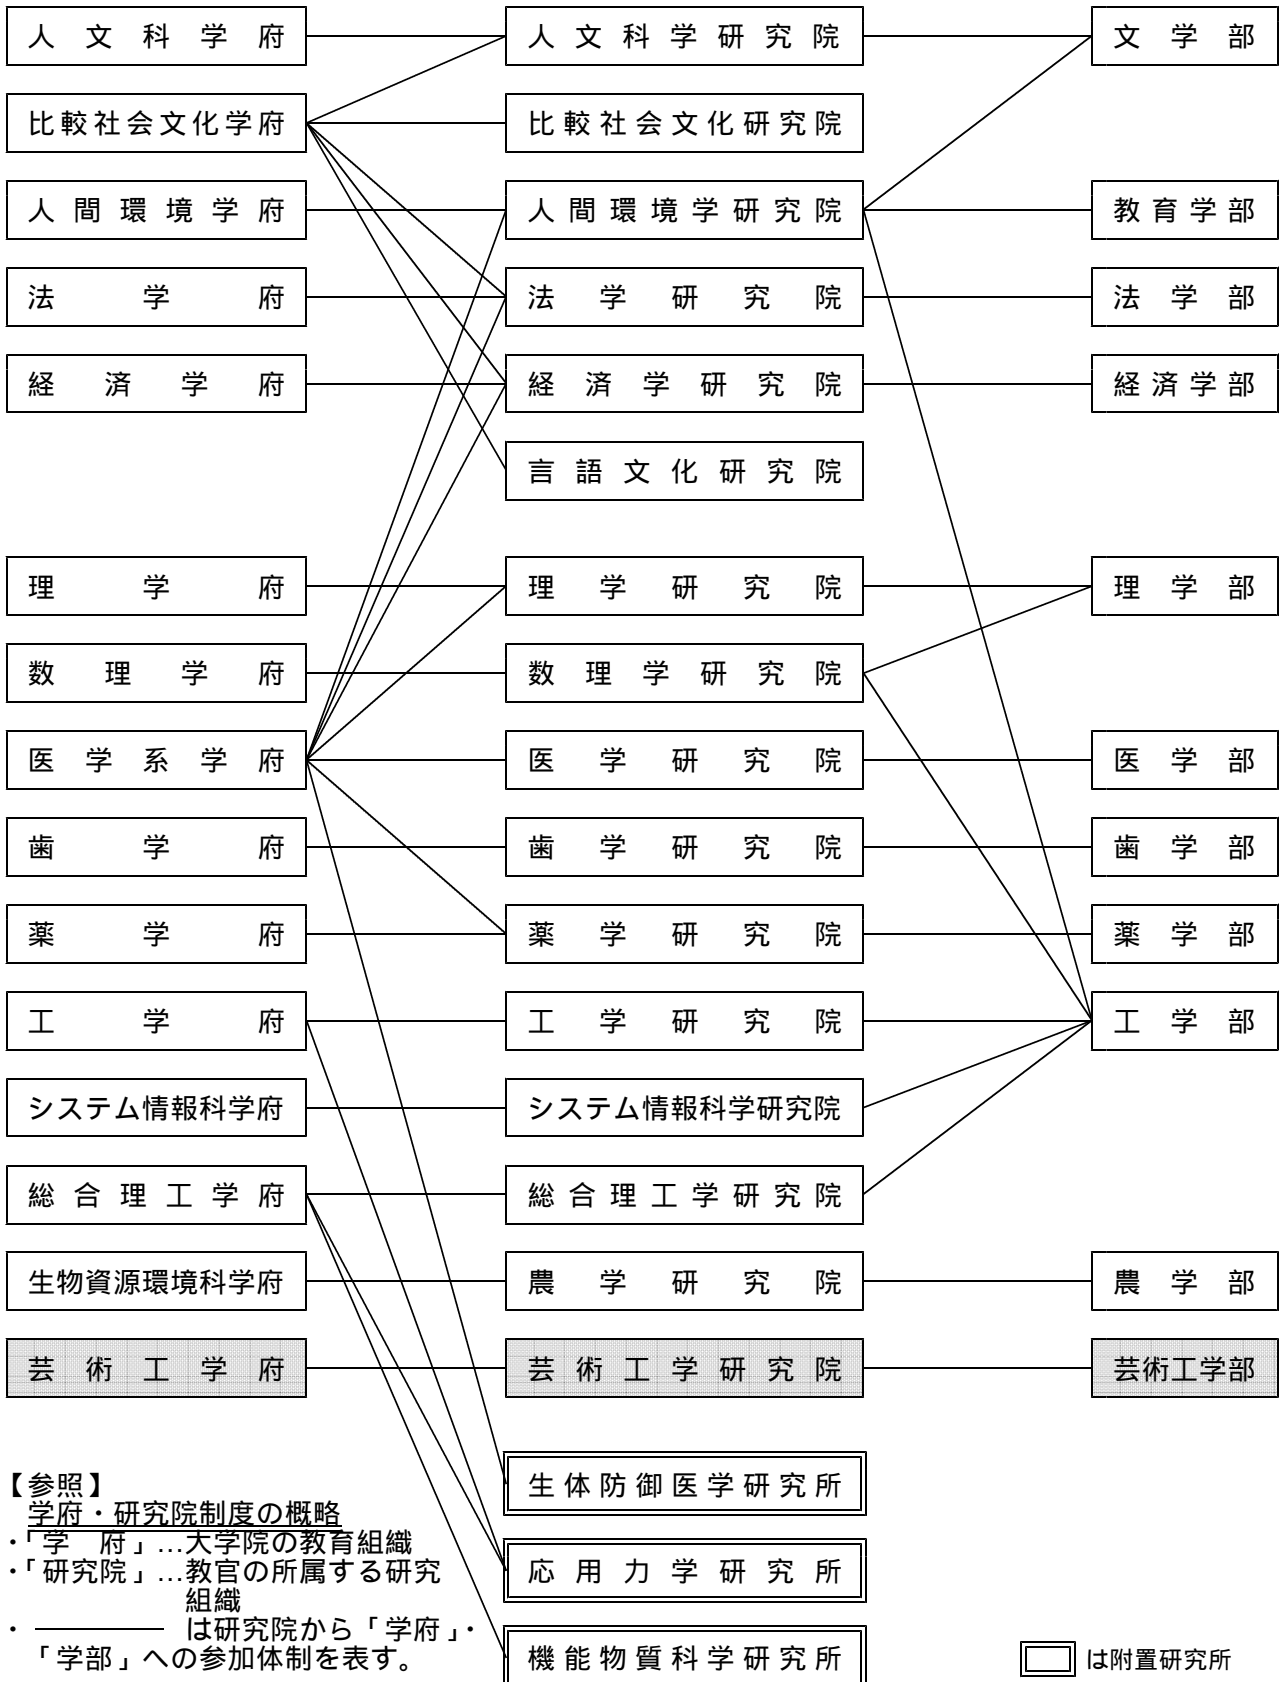 人文科学府 人文科学研究院 文学部
比較社会文化学府 比較社会文化研究院
人間環境学府 人間環境学研究院 教育学部
法学府 法学研究院 法学部
経済学府 経済学研究院 経済学部
言語文化研究院
理学府 理学研究院 理学部
数理学府 数理学研究院
医学系学府 医学研究院 医学部
歯学府 歯学研究院 歯学部
薬学府 薬学研究院 薬学部
工学府 工学研究院 工学部
システム情報科学府 システム情報科学研究院
総合理工学府 総合理工学研究院
生物資源環境科学府 農学研究院 農学部
芸術工学府 芸術工学研究院 芸術工学部
生体防御医学研究所
応用力学研究所
機能物質科学研究所
【参照】
学府・研究院制度の概略
・「学 府」…大学院の教育組織
・「研究院」…教官の所属する研究
組織
・ は研究院から「学府」・
「学部」への参加体制を表す。
は附置研究所